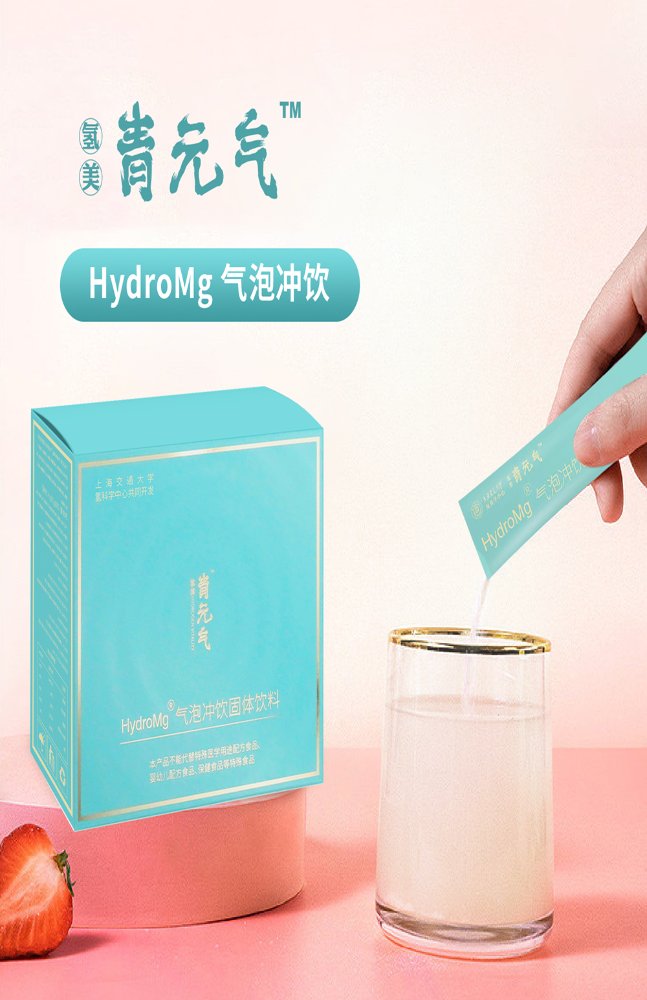 氢美
青元气™
HydroMg 气泡冲饮
上海交通大学
氢科学中心共同开发
青元气
HydroMg® 气泡冲饮固体饮料
本产品不能代替特殊医学用途配方食品、
婴幼儿配方食品、保健食品等特殊食品
青元气™
HydroMg® 气泡冲饮